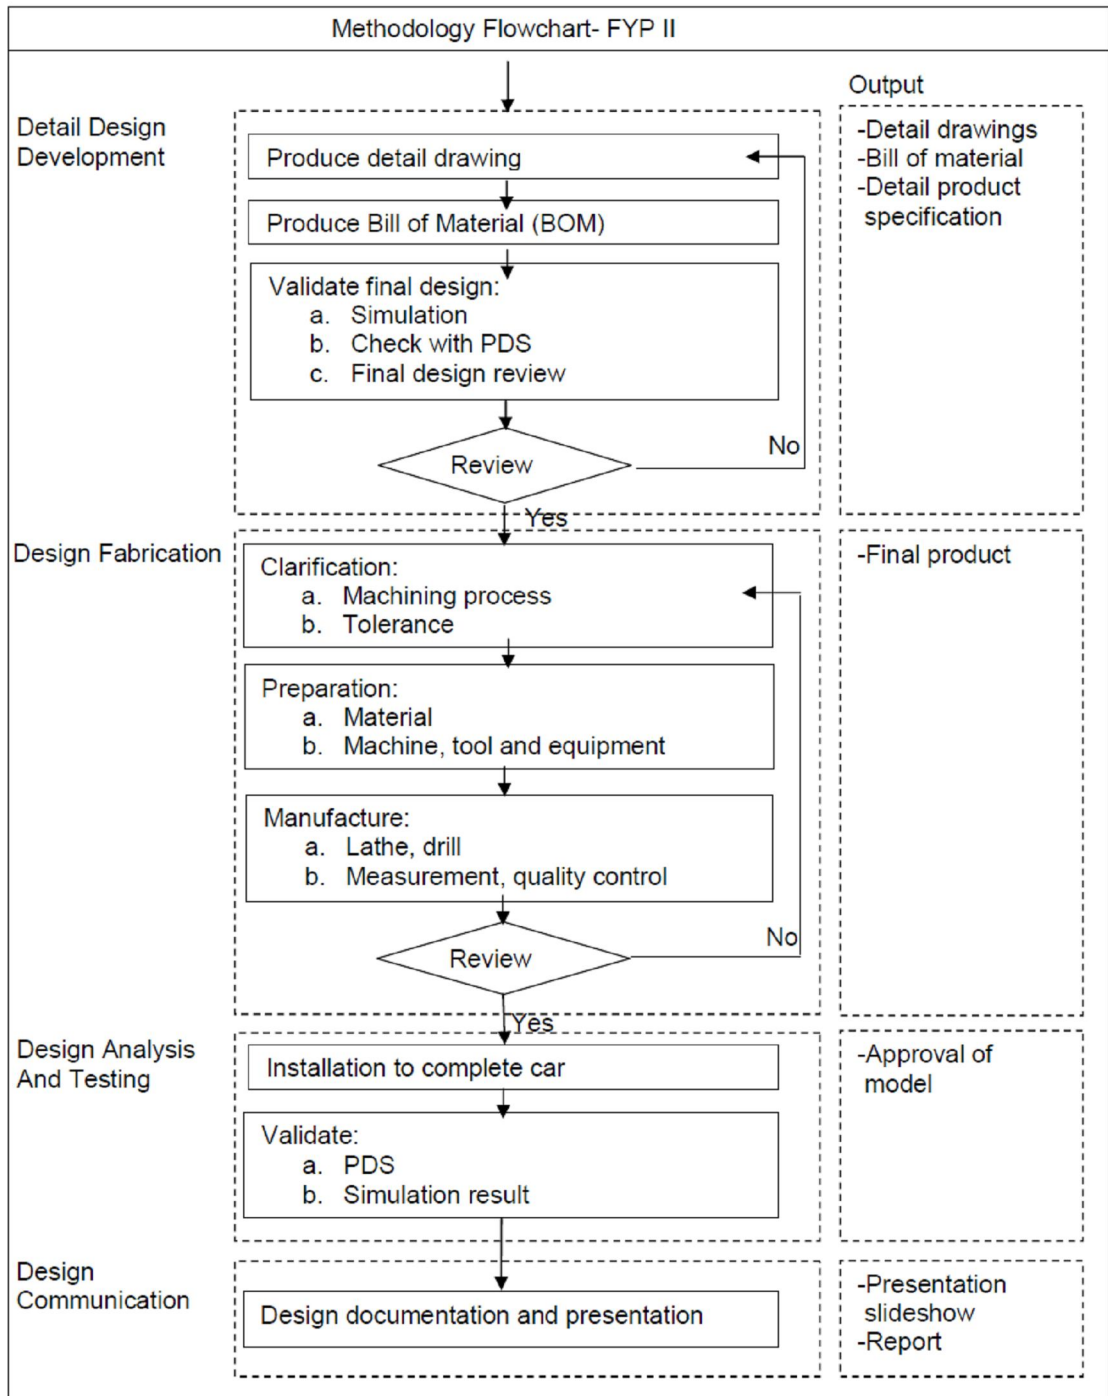 Methodology Flowchart- FYP II
Output
Detail Design
Development
Produce detail drawing
Produce Bill of Material (BOM)
Validate final design:
a. Simulation
b. Check with PDS
c. Final design review
Review
No
Yes
-Detail drawings
-Bill of material
-Detail product
specification
Design Fabrication
Clarification:
a. Machining process
b. Tolerance
Preparation:
a. Material
b. Machine, tool and equipment
Manufacture:
a. Lathe, drill
b. Measurement, quality control
Review
No
Yes
-Final product
Design Analysis
And Testing
Installation to complete car
Validate:
a. PDS
b. Simulation result
-Approval of
model
Design
Communication
Design documentation and presentation
-Presentation
slideshow
-Report